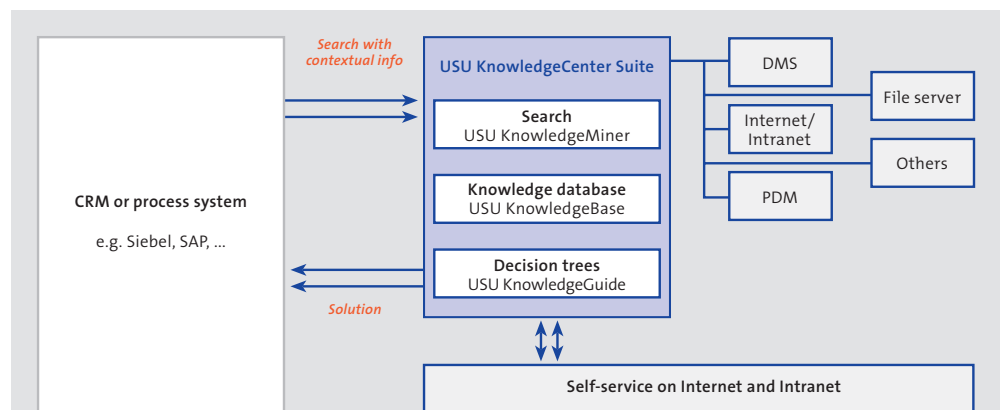 Search with
contextual info
USU KnowledgeCenter Suite
DMS
File server
Search
USU KnowledgeMiner
Internet/
Intranet
Others
Knowledge database
USU KnowledgeBase
PDM
CRM or process system
e.g. Siebel, SAP, ...
Decision trees
USU KnowledgeGuide
Solution
Self-service on Internet and Intranet